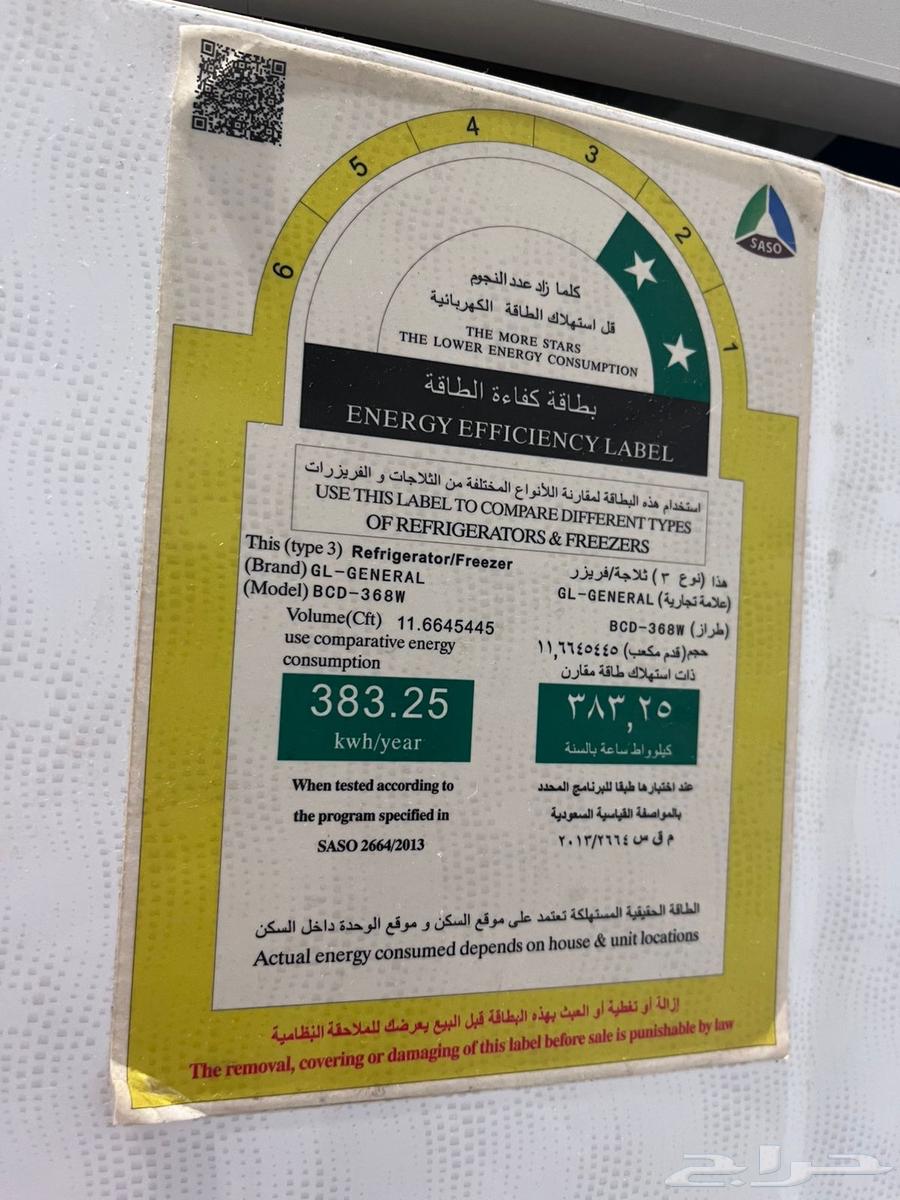 6
5
4
3
2
1
SASO
كلما زاد عدد النجوم
قل استهلاك الطاقة الكهربائية
THE MORE STARS
THE LOWER ENERGY CONSUMPTION
بطاقة كفاءة الطاقة
ENERGY EFFICIENCY LABEL
استخدام هذه البطاقة لمقارنة اللأنواع المختلفة من الثلاجات و الفريزرات
USE THIS LABEL TO COMPARE DIFFERENT TYPES
OF REFRIGERATORS & FREEZERS
This (type 3) Refrigerator/Freezer
(Brand) GL-GENERAL
(Model) BCD-368W
Volume(Cft) 11.6645445
use comparative energy
consumption
383.25
kwh/year
When tested according to
the program specified in
SASO 2664/2013
هذا (نوع ٣) ثلاجة/فريزر
(علامة تجارية) GL-GENERAL
(طراز) BCD-368W
حجم(قدم مكعب) ١١,٦٦٤٥٤٤٥
ذات استهلاك طاقة مقارن
٣٨٣,٢٥
كيلوواط ساعة بالسنة
عند اختبارها طبقا للبرنامج المحدد
بالمواصفة القياسية السعودية
م ق س ٢٠١٣/٢٦٦٤
الطاقة الحقيقية المستهلكة تعتمد على موقع السكن و موقع الوحدة داخل السكن
Actual energy consumed depends on house & unit locations
إزالة أو تغطية أو العبث بهذه البطاقة قبل البيع يعرضك للملاحقة النظامية
The removal, covering or damaging of this label before sale is punishable by law
حراج